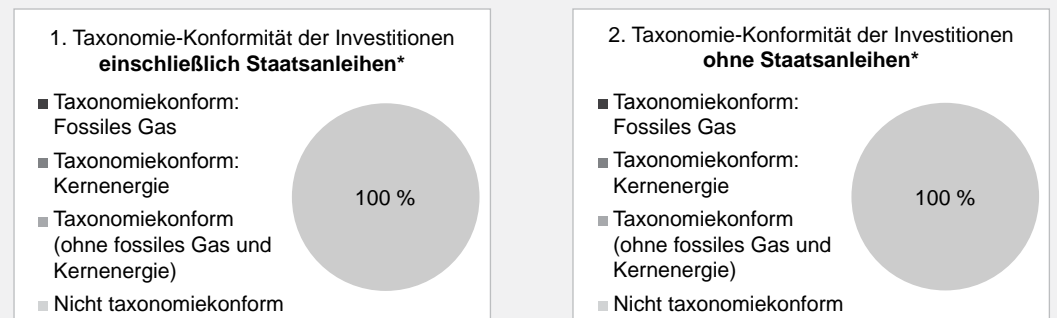 1. Taxonomie-Konformität der Investitionen
einschließlich Staatsanleihen*
Taxonomiekonform:
Fossiles Gas
Taxonomiekonform:
Kernenergie
Taxonomiekonform
(ohne fossiles Gas und
Kernenergie)
Nicht taxonomiekonform
100 %
2. Taxonomie-Konformität der Investitionen
ohne Staatsanleihen*
Taxonomiekonform:
Fossiles Gas
Taxonomiekonform:
Kernenergie
Taxonomiekonform
(ohne fossiles Gas und
Kernenergie)
Nicht taxonomiekonform
100 %